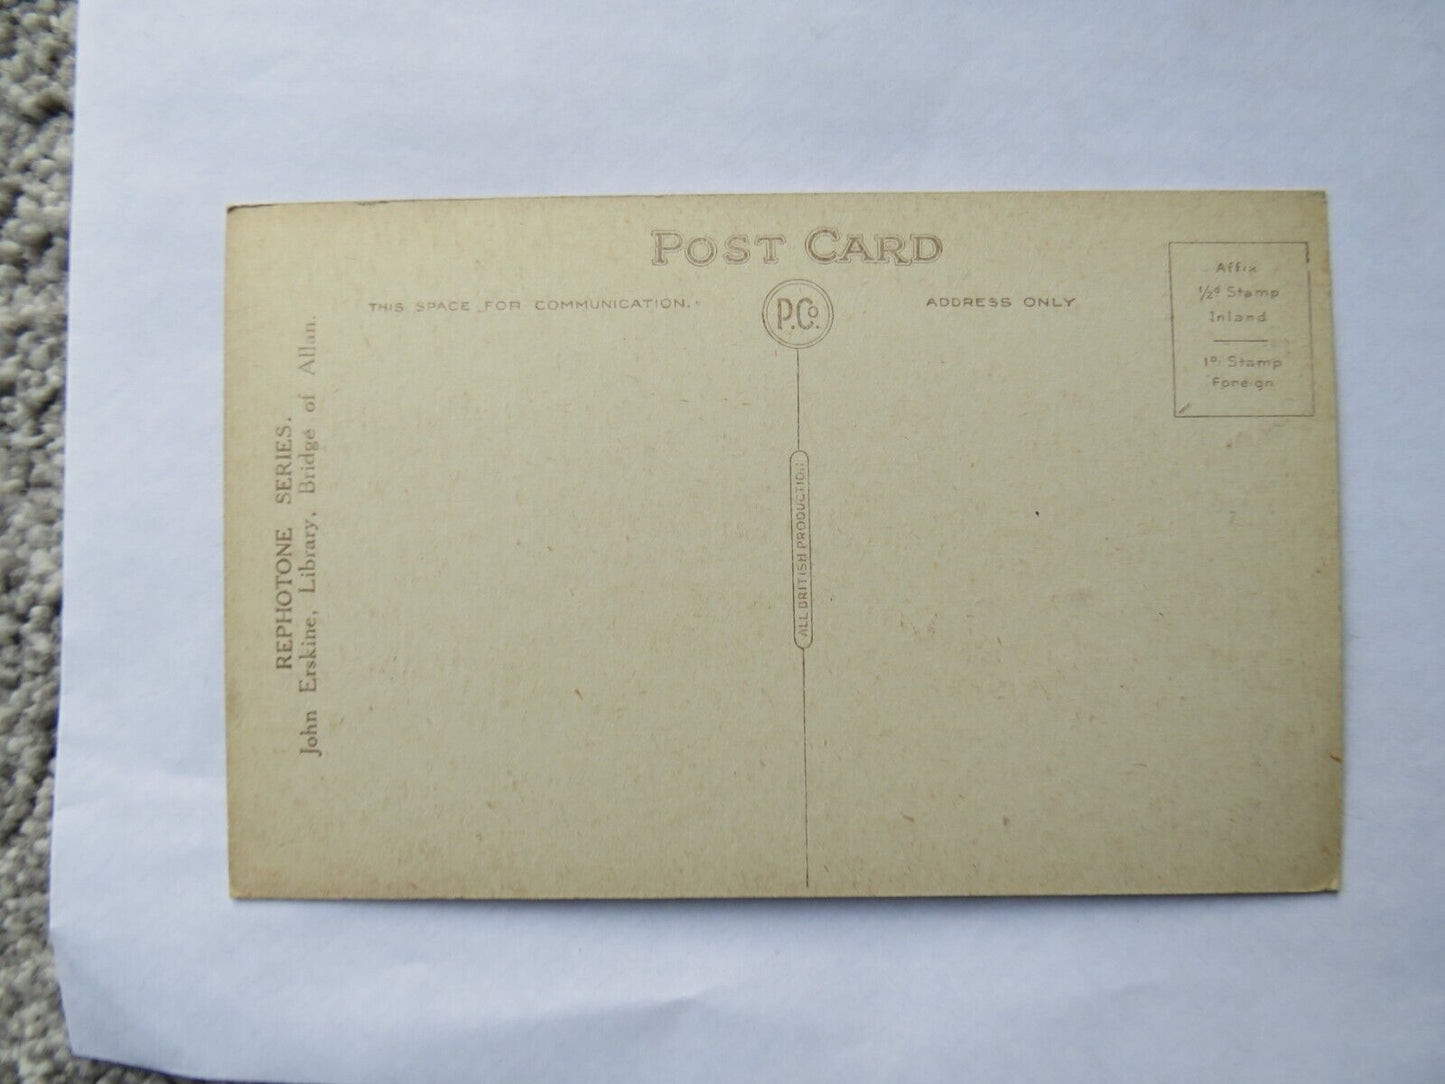 POST CARD
THIS SPACE FOR COMMUNICATION.
P.Co.
ADDRESS ONLY
Affix
½d Stamp
Inland
1d Stamp
Foreign
REPHOTONE SERIES.
John Erskine, Library, Bridge of Allan.
ALL BRITISH PRODUCTION